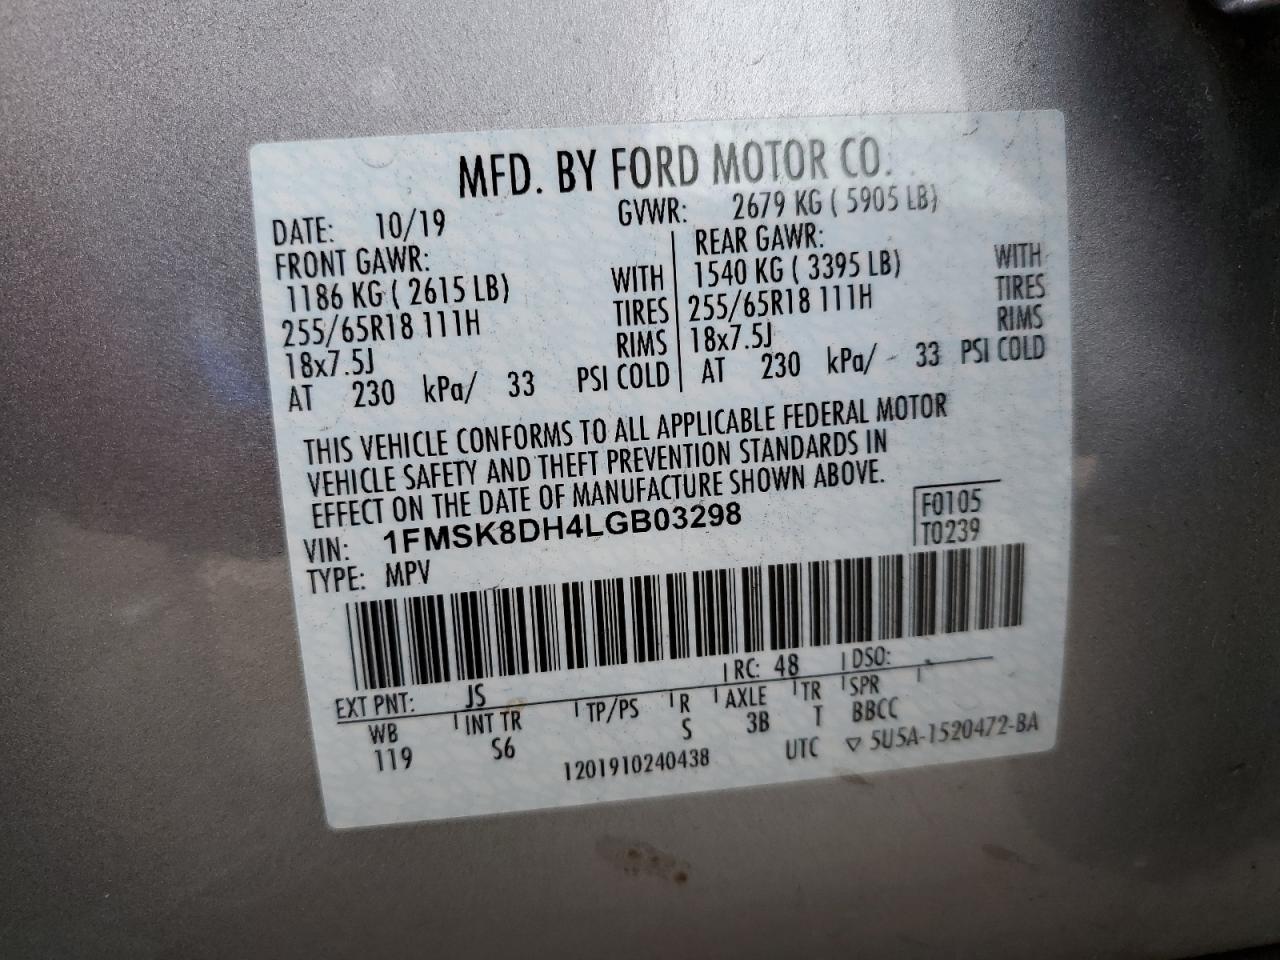 MFD. BY FORD MOTOR CO.
DATE: 10/19 GVWR: 2679 KG ( 5905 LB)
FRONT GAWR: REAR GAWR:
1186 KG ( 2615 LB) WITH 1540 KG ( 3395 LB) WITH
255/65R18 111H TIRES 255/65R18 111H TIRES
18x7.5J RIMS 18x7.5J RIMS
AT 230 kPa/ 33 PSI COLD AT 230 kPa/ 33 PSI COLD
THIS VEHICLE CONFORMS TO ALL APPLICABLE FEDERAL MOTOR
VEHICLE SAFETY AND THEFT PREVENTION STANDARDS IN
EFFECT ON THE DATE OF MANUFACTURE SHOWN ABOVE.
VIN: 1FMSK8DH4LGB03298 F0105
TYPE: MPV T0239
EXT PNT: JS RC: 48 DSO:
WB INT TR TP/PS R AXLE TR SPR
119 S6 S 3B T BBCC
1201910240438 UTC ▽ 5U5A-1520472-BA